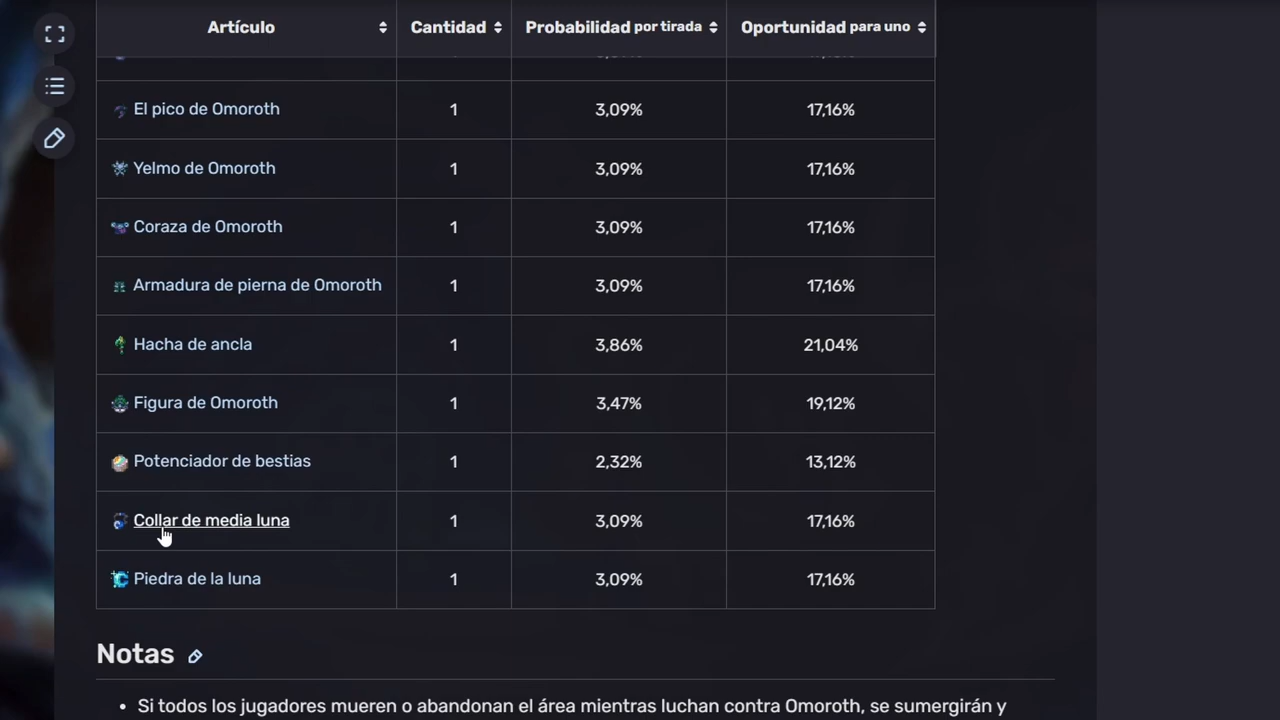 Artículo Cantidad Probabilidad por tirada Oportunidad para uno
El pico de Omoroth 1 3,09% 17,16%
Yelmo de Omoroth 1 3,09% 17,16%
Coraza de Omoroth 1 3,09% 17,16%
Armadura de pierna de Omoroth 1 3,09% 17,16%
Hacha de ancla 1 3,86% 21,04%
Figura de Omoroth 1 3,47% 19,12%
Potenciador de bestias 1 2,32% 13,12%
Collar de media luna 1 3,09% 17,16%
Piedra de la luna 1 3,09% 17,16%
Notas
• Si todos los jugadores mueren o abandonan el área mientras luchan contra Omoroth, se sumergirán y